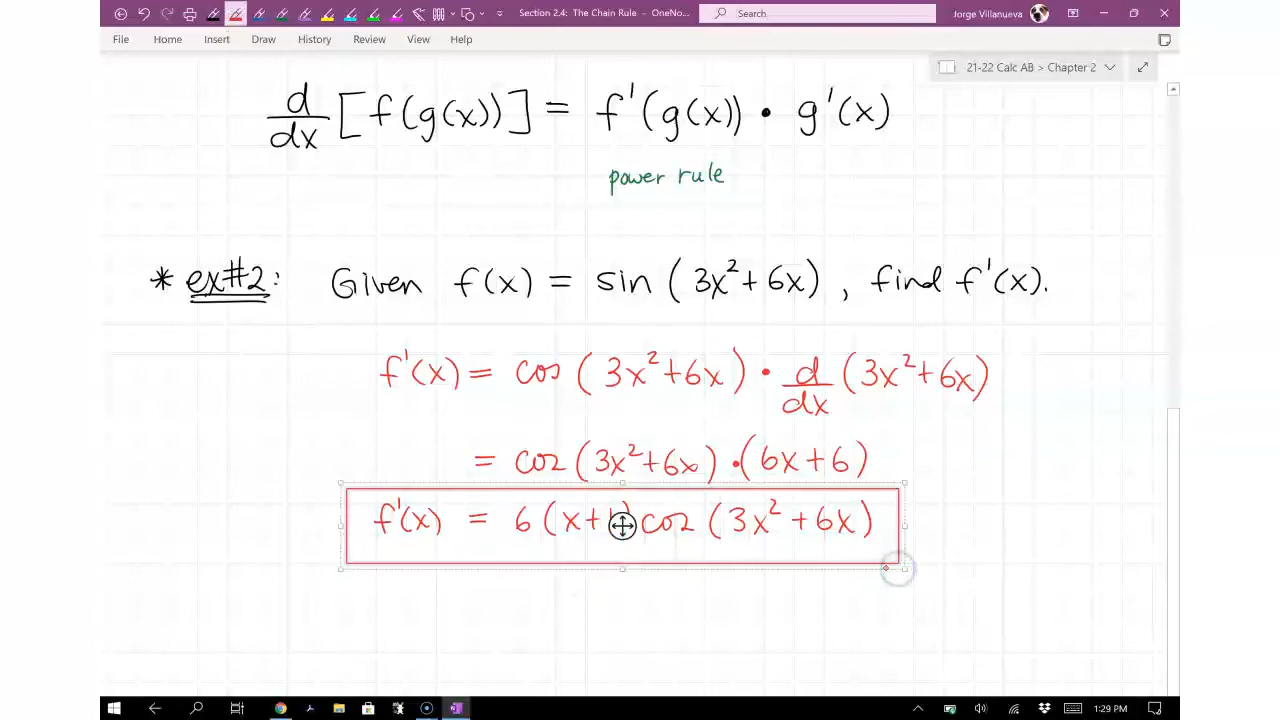 Section 2.4: The Chain Rule - OneNo...
Search
Jorge Villanueva
File Home Insert Draw History Review View Help
21-22 Calc AB > Chapter 2
d/dx [f(g(x))] = f'(g(x)) • g'(x)
power rule
* ex#2: Given f(x) = sin (3x²+6x), find f'(x).
f'(x) = cos (3x²+6x) • d/dx (3x²+6x)
= cos (3x²+6x) • (6x+6)
f'(x) = 6 (x+1) cos (3x²+6x)
1:29 PM